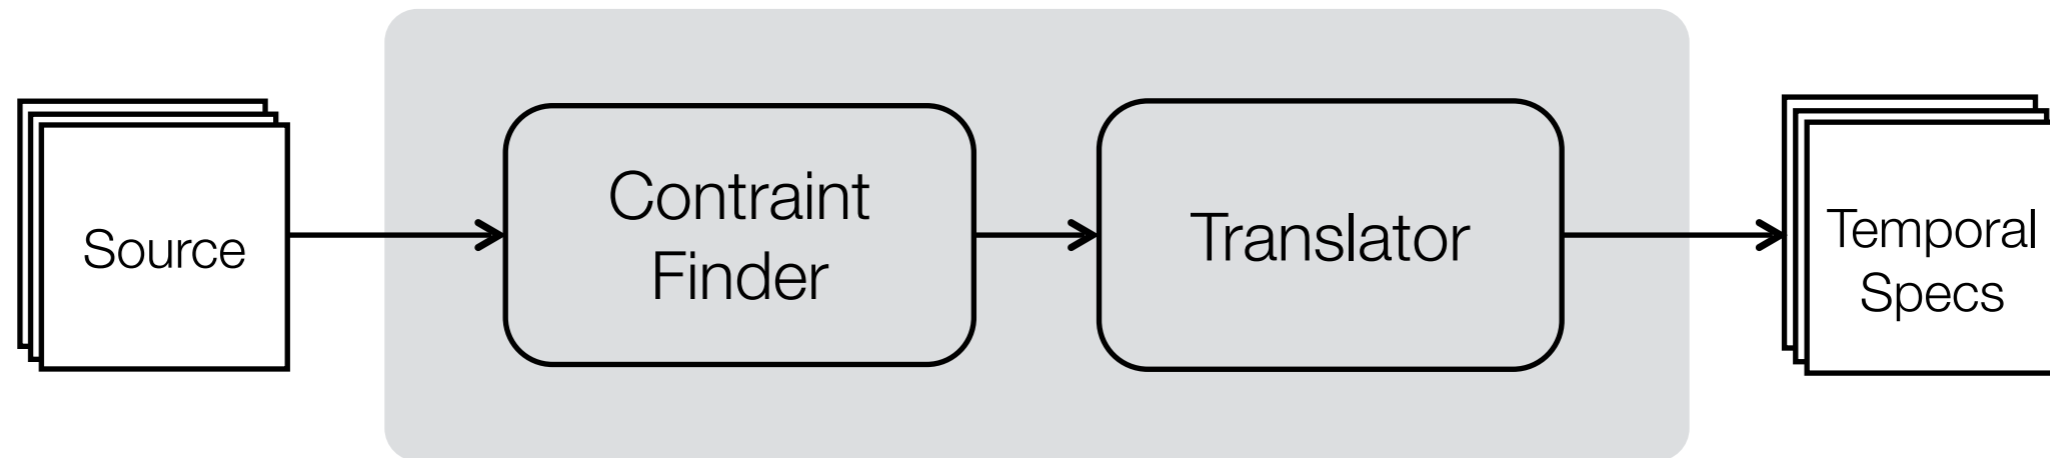 Source
Contraint
Finder
Translator
Temporal
Specs